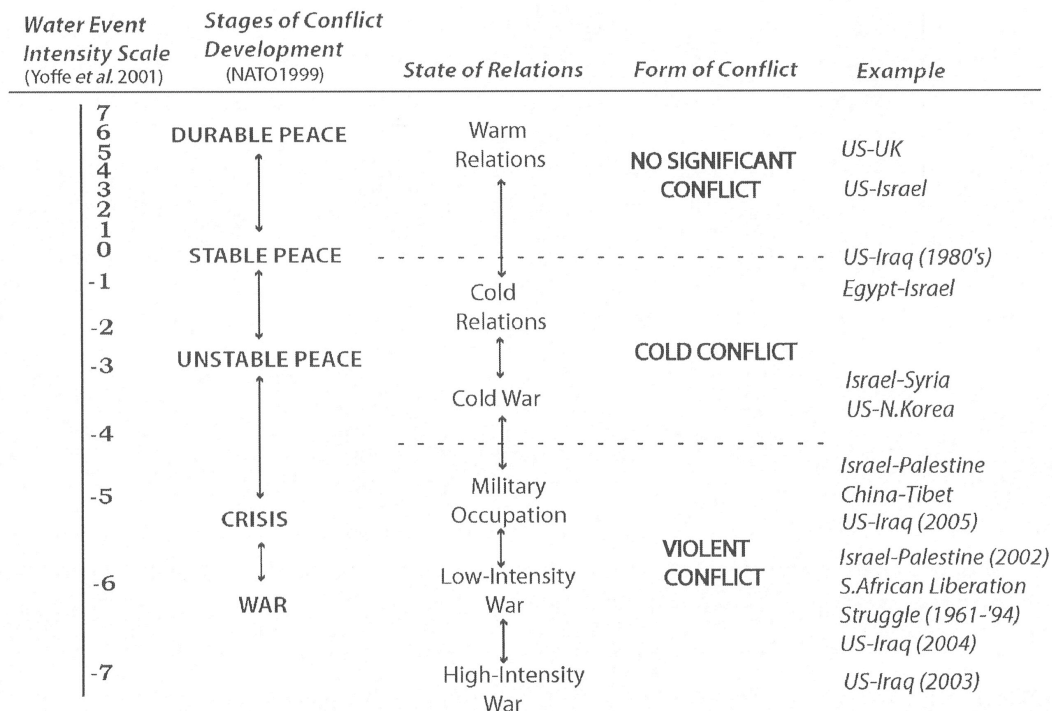 Water Event
Intensity Scale
(Yoffe et al. 2001)
Stages of Conflict
Development
(NATO1999)
State of Relations
Form of Conflict
Example
7
6
5
4
3
2
1
0
-1
-2
-3
-4
-5
-6
-7
DURABLE PEACE
STABLE PEACE
UNSTABLE PEACE
CRISIS
WAR
Warm
Relations
Cold
Relations
Cold War
Military
Occupation
Low-Intensity
War
High-Intensity
War
NO SIGNIFICANT
CONFLICT
COLD CONFLICT
VIOLENT
CONFLICT
US-UK
US-Israel
US-Iraq (1980's)
Egypt-Israel
Israel-Syria
US-N.Korea
Israel-Palestine
China-Tibet
US-Iraq (2005)
Israel-Palestine (2002)
S.African Liberation
Struggle (1961-'94)
US-Iraq (2004)
US-Iraq (2003)